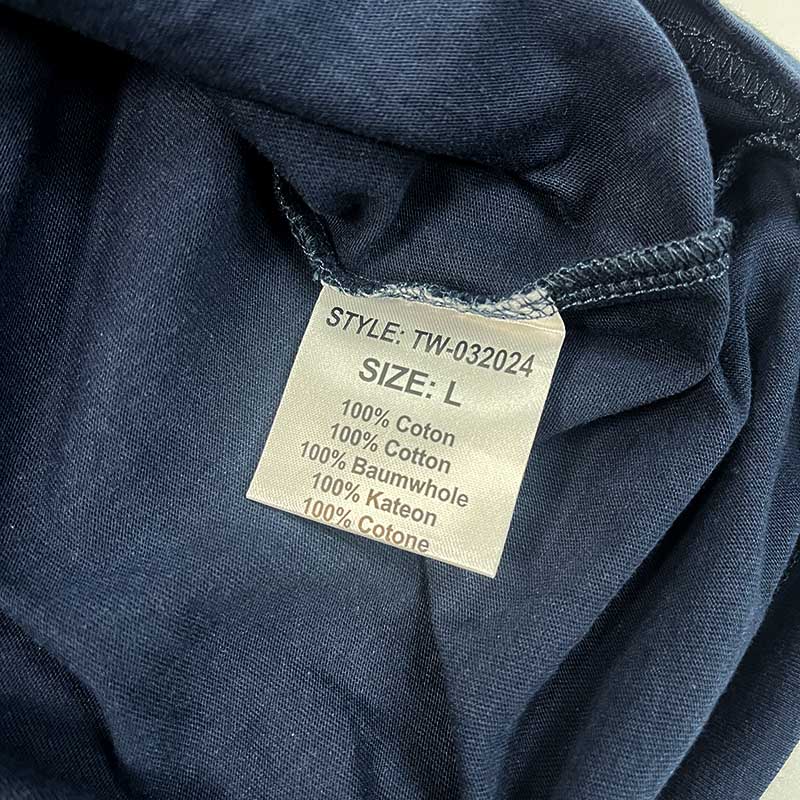 STYLE: TW-032024
SIZE: L
100% Coton
100% Cotton
100% Baumwhole
100% Kateon
100% Cotone